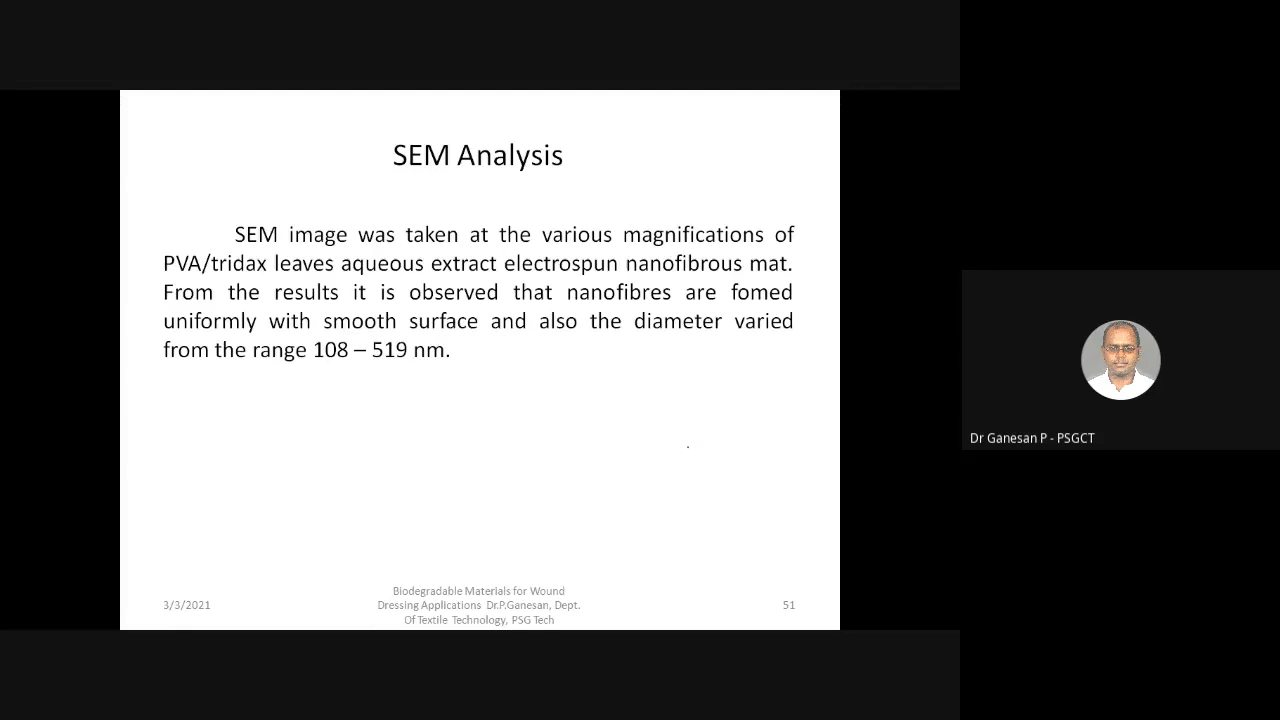 SEM Analysis
SEM image was taken at the various magnifications of
PVA/tridax leaves aqueous extract electrospun nanofibrous mat.
From the results it is observed that nanofibres are fomed
uniformly with smooth surface and also the diameter varied
from the range 108 – 519 nm.
Dr Ganesan P - PSGCT
3/3/2021
Biodegradable Materials for Wound
Dressing Applications Dr.P.Ganesan, Dept.
Of Textile Technology, PSG Tech
51